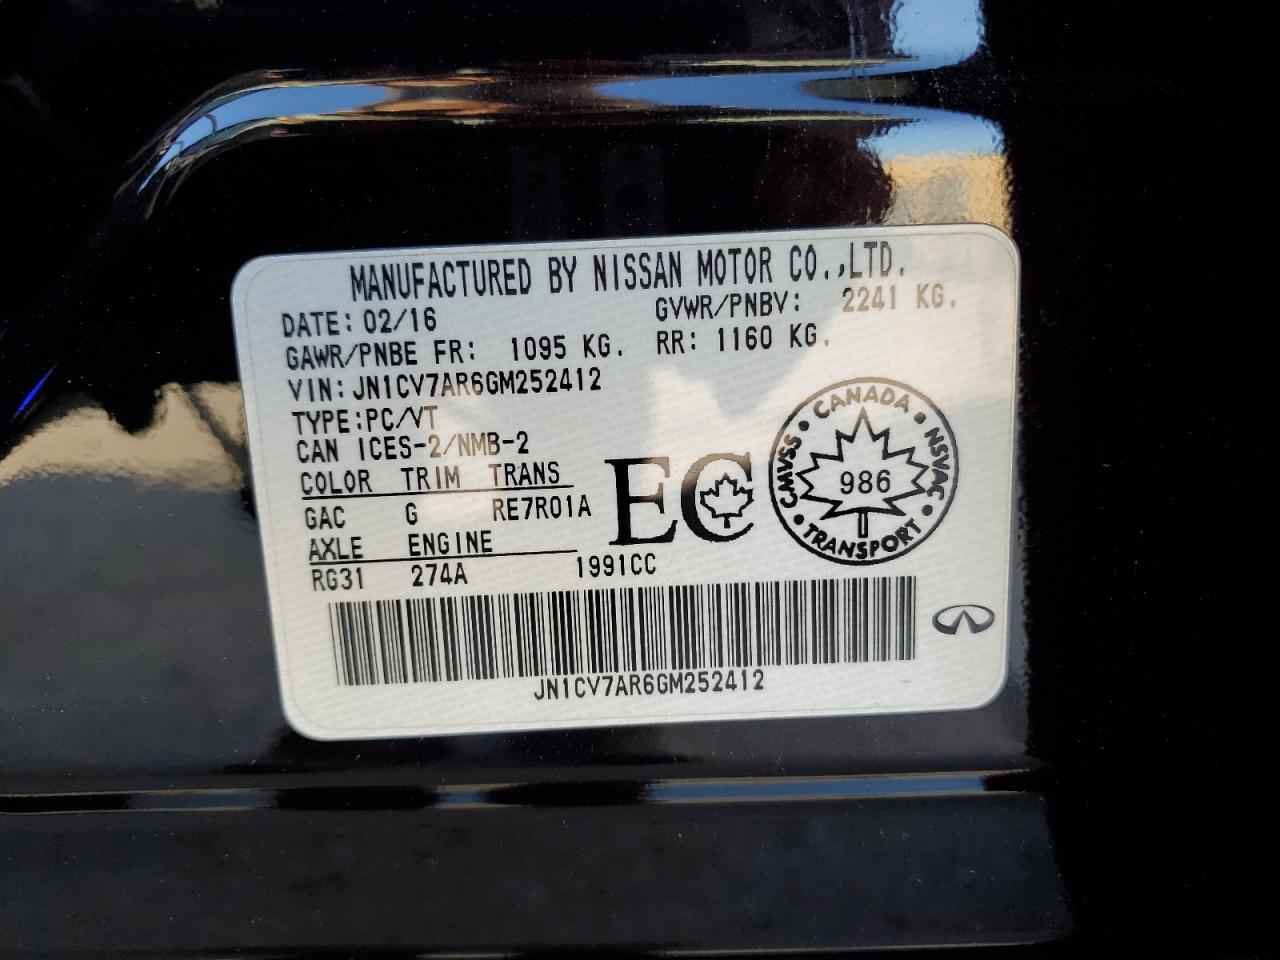 MANUFACTURED BY NISSAN MOTOR CO.,LTD.
DATE: 02/16 GVWR/PNBV: 2241 KG.
GAWR/PNBE FR: 1095 KG. RR: 1160 KG.
VIN: JN1CV7AR6GM252412
TYPE:PC/VT
CAN ICES-2/NMB-2
COLOR TRIM TRANS
GAC G RE7R01A
AXLE ENGINE
RG31 274A 1991CC
EC
CANADA
CMVSS • NSVAC
986
TRANSPORT
JN1CV7AR6GM252412